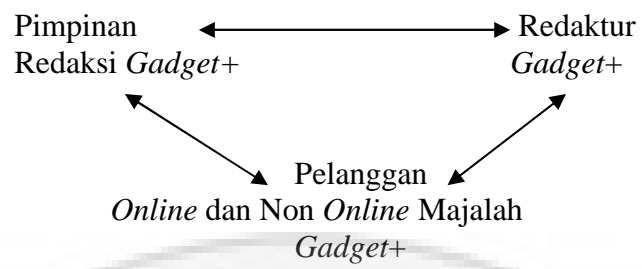 Pimpinan Redaktur
Redaksi Gadget+ Gadget+
Pelanggan
Online dan Non Online Majalah
Gadget+